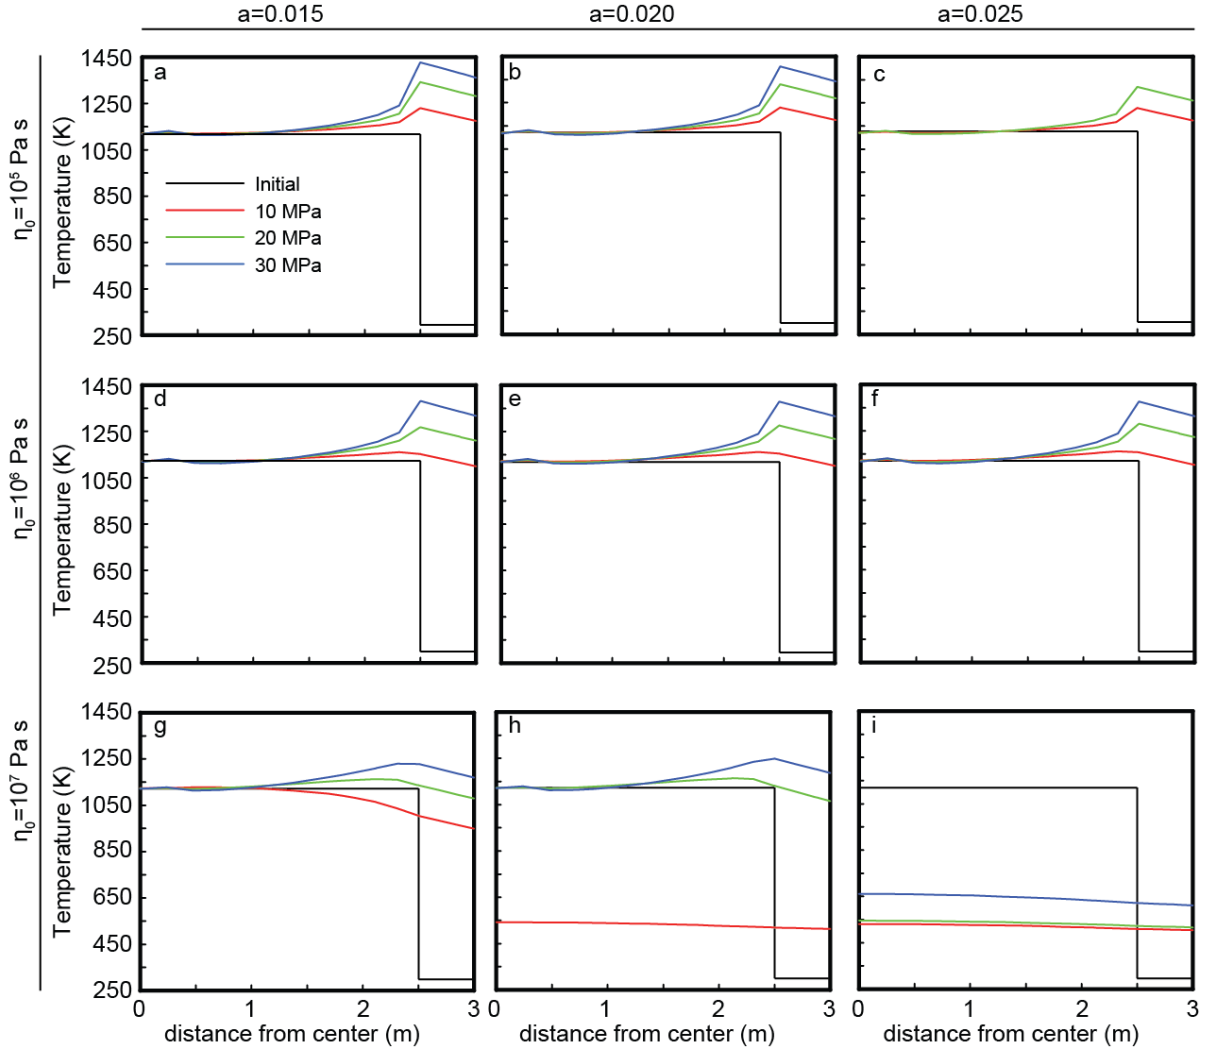 a=0.015 a=0.020 a=0.025
η₀=10⁵ Pa s
Temperature (K)
1450
1250
1050
850
650
450
250
a
Initial
10 MPa
20 MPa
30 MPa
b
c
η₀=10⁶ Pa s
Temperature (K)
1450
1250
1050
850
650
450
250
d
e
f
η₀=10⁷ Pa s
Temperature (K)
1450
1250
1050
850
650
450
250
g
h
i
0 1 2 3
0 1 2 3
0 1 2 3
distance from center (m)
distance from center (m)
distance from center (m)